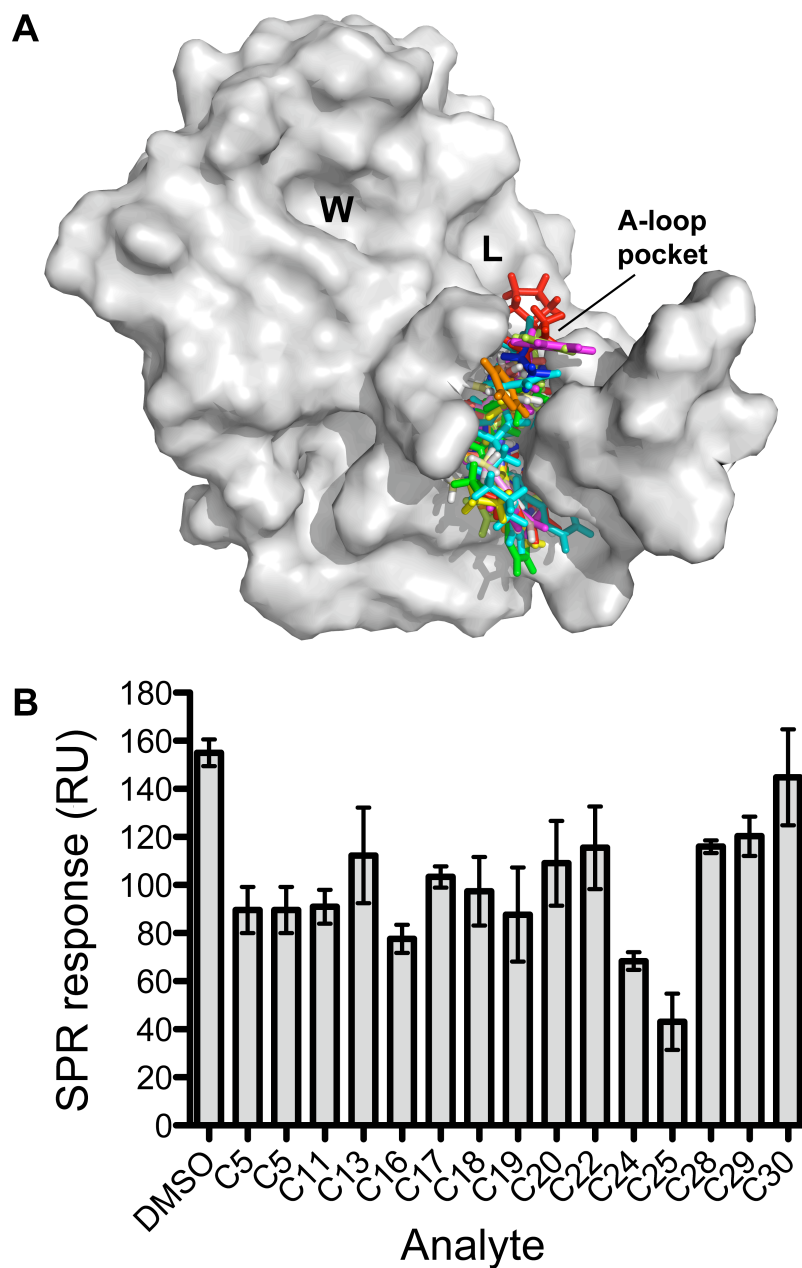 A
W
L
A-loop
pocket
B
SPR response (RU)
180
160
140
120
100
80
60
40
20
0
DMSO
C5
C5
C11
C13
C16
C17
C18
C19
C20
C22
C24
C25
C28
C29
C30
Analyte